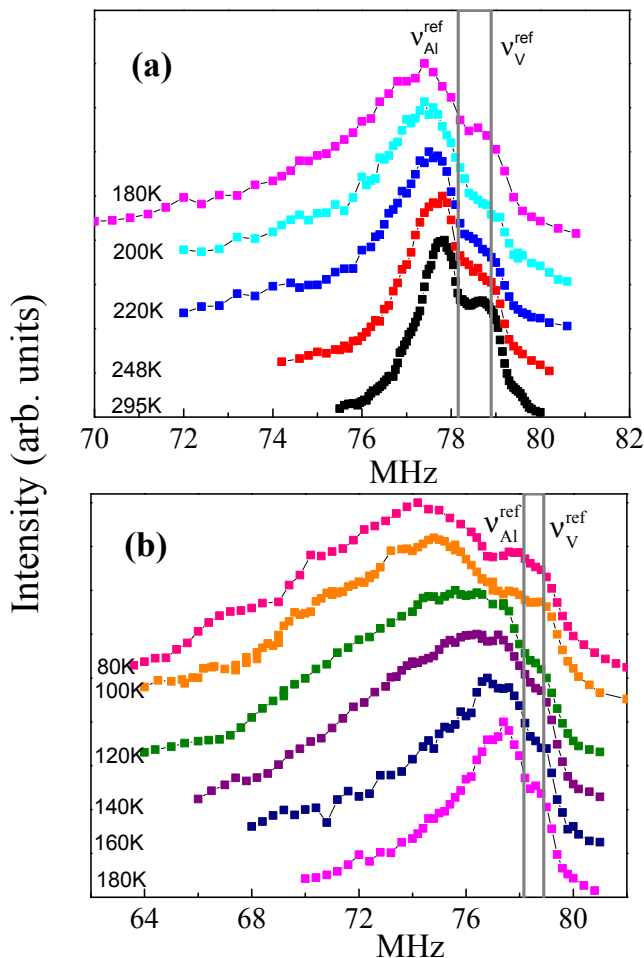 (a)
ν_Al^ref
ν_V^ref
180K
200K
220K
248K
295K
70 72 74 76 78 80 82
MHz
Intensity (arb. units)
(b)
ν_Al^ref
ν_V^ref
80K
100K
120K
140K
160K
180K
64 68 72 76 80
MHz